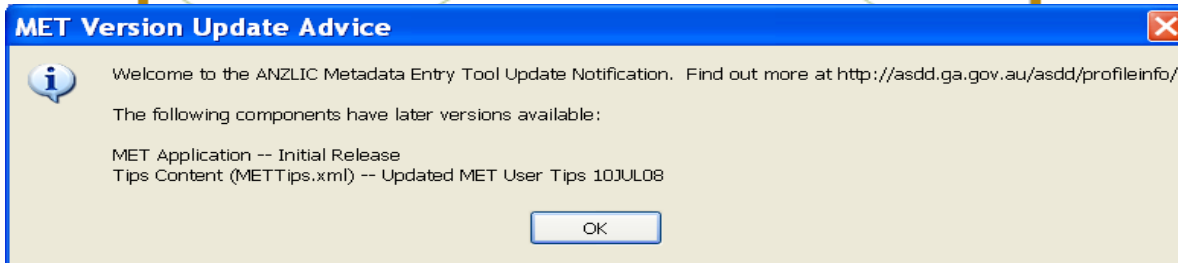 MET Version Update Advice
Welcome to the ANZLIC Metadata Entry Tool Update Notification. Find out more at http://asdd.ga.gov.au/asdd/profileinfo/
The following components have later versions available:
MET Application -- Initial Release
Tips Content (METTips.xml) -- Updated MET User Tips 10JUL08
OK